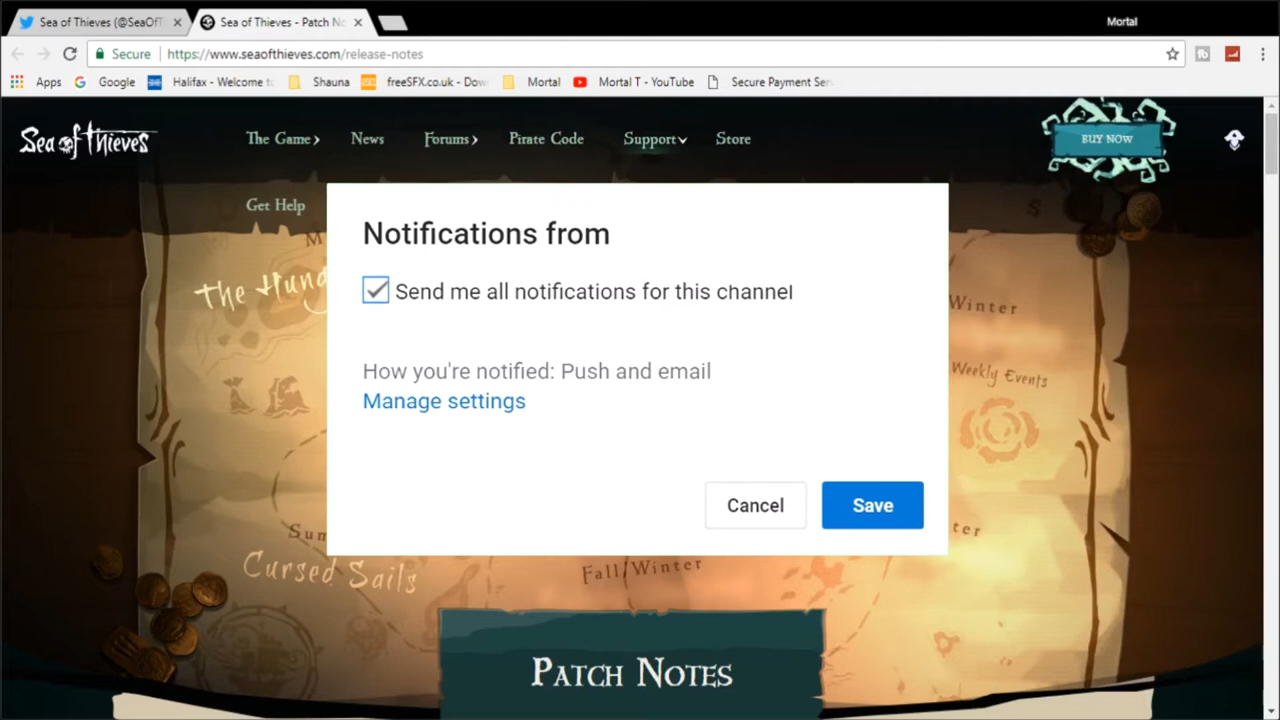 Sea of Thieves (@SeaOfT
Sea of Thieves - Patch No
Mortal
Secure https://www.seaofthieves.com/release-notes
Apps Google Halifax - Welcome to Shauna freeSFX.co.uk - Dow Mortal Mortal T - YouTube Secure Payment Ser
Sea of Thieves
The Game News Forums Pirate Code Support Store
BUY NOW
Get Help
Notifications from
The Hung
Send me all notifications for this channel
Winter
How you're notified: Push and email
Weekly Events
Manage settings
Cancel Save
Sum
ter
Cursed Sails
Fall/Winter
PATCH NOTES